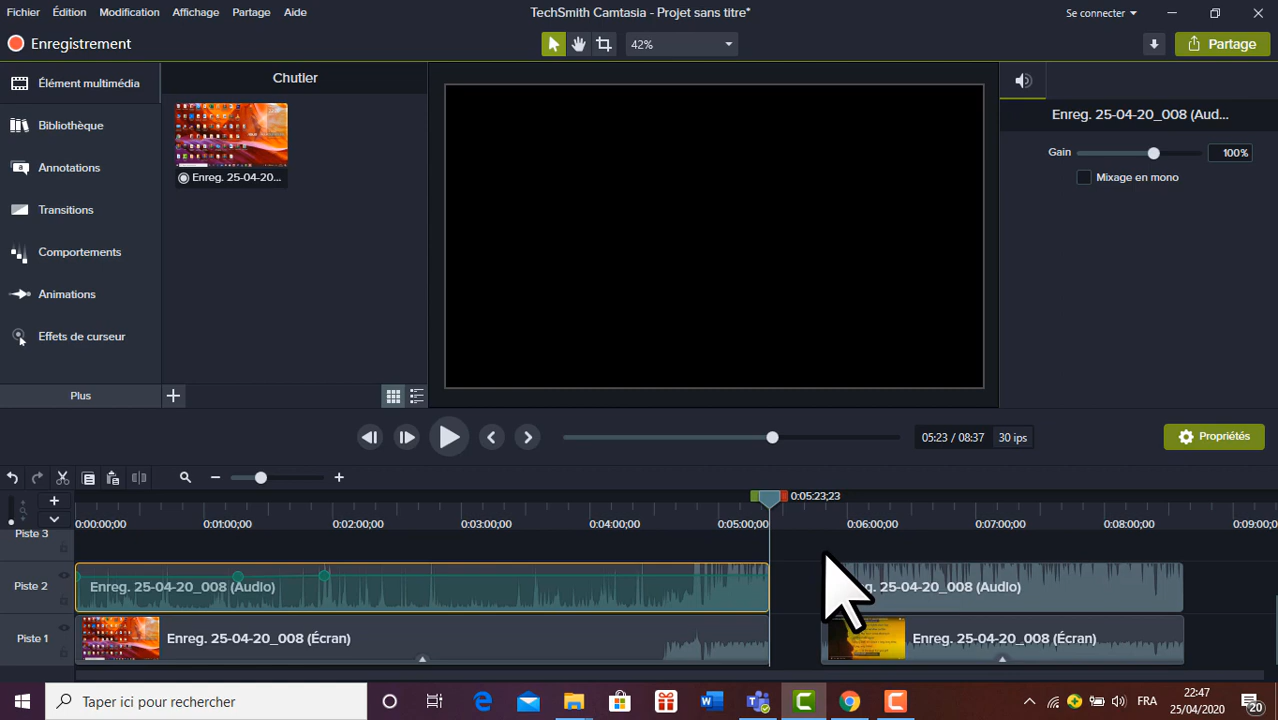 Fichier Édition Modification Affichage Partage Aide
TechSmith Camtasia - Projet sans titre*
Se connecter
Enregistrement
42%
Partage
Élément multimédia
Chutier
Bibliothèque
Enreg. 25-04-20_008 (Aud...
Gain 100%
Annotations
Mixage en mono
Enreg. 25-04-20...
Transitions
Comportements
Animations
Effets de curseur
Plus
05:23 / 08:37 30 ips
Propriétés
0:05:23;23
0:00:00;00 0:01:00;00 0:02:00;00 0:03:00;00 0:04:00;00 0:05:00;00 0:06:00;00 0:07:00;00 0:08:00;00 0:09:00;0
Piste 3
Piste 2
Enreg. 25-04-20_008 (Audio)
g. 25-04-20_008 (Audio)
Piste 1
Enreg. 25-04-20_008 (Écran)
Enreg. 25-04-20_008 (Écran)
Taper ici pour rechercher
FRA
22:47
25/04/2020
20